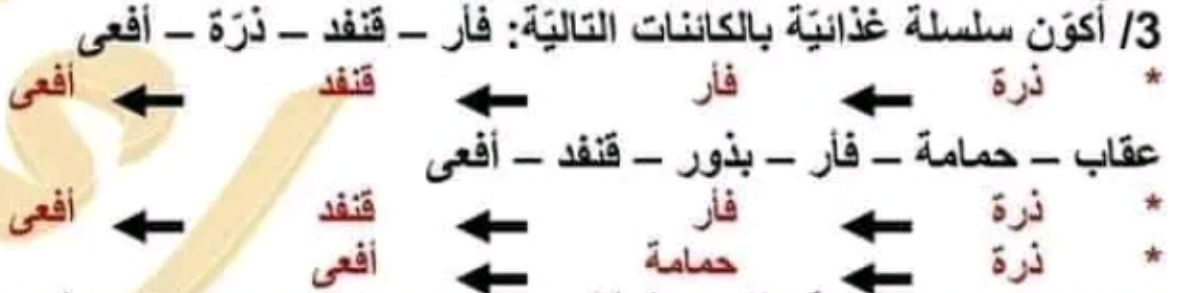 3/ أكوّن سلسلة غذائيّة بالكائنات التاليّة: فأر – قنفد – ذرّة – أفعى
* ذرة ← فأر ← قنفد ← أفعى
عقاب – حمامة – فأر – بذور – قنفد – أفعى
* ذرة ← فأر ← قنفد ← أفعى
* ذرة ← حمامة ← أفعى